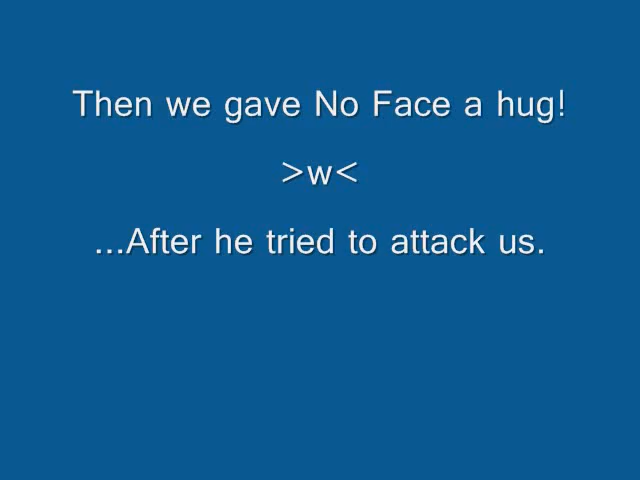 Then we gave No Face a hug!
>w<
...After he tried to attack us.